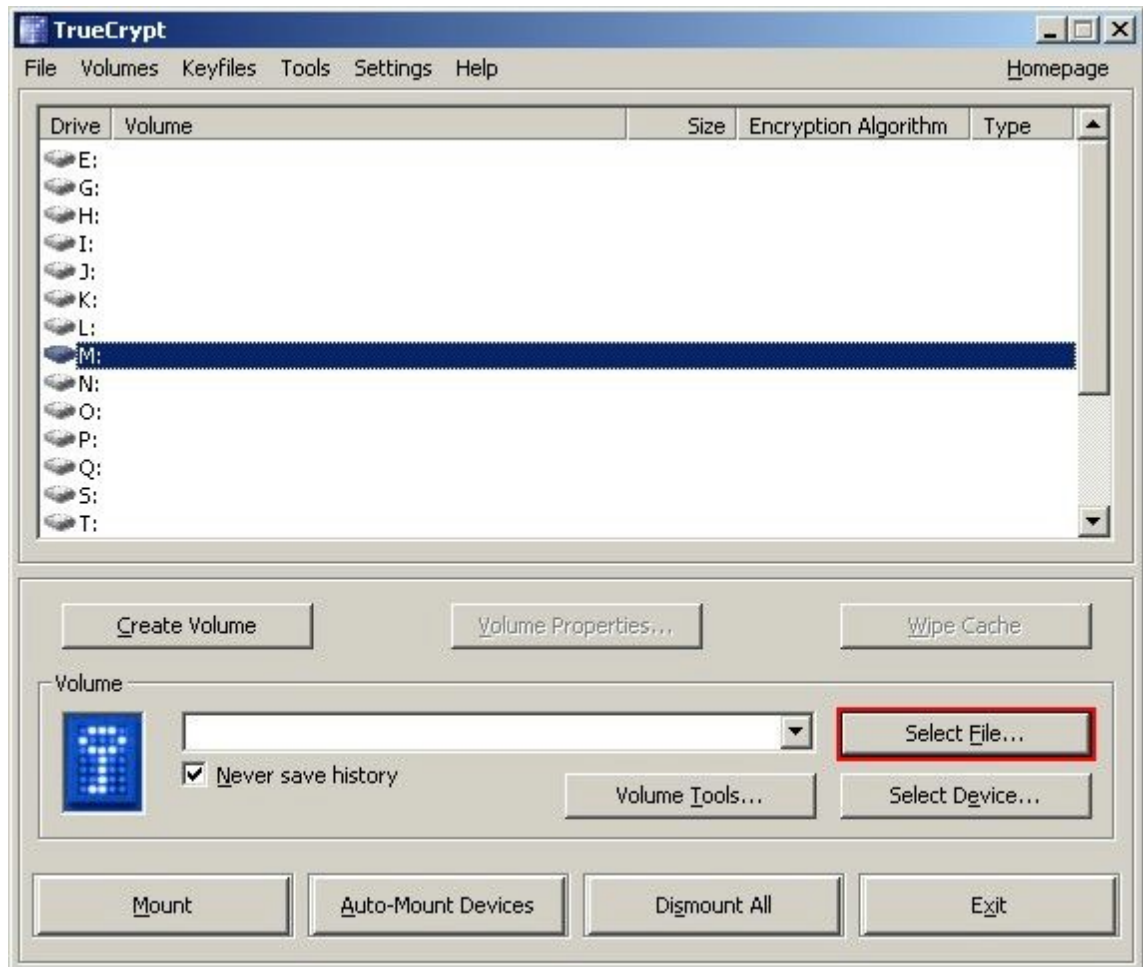 TrueCrypt
File Volumes Keyfiles Tools Settings Help Homepage
Drive Volume Size Encryption Algorithm Type
E:
G:
H:
I:
J:
K:
L:
M:
N:
O:
P:
Q:
S:
T:
Create Volume Volume Properties... Wipe Cache
Volume
Select File...
Never save history
Volume Tools... Select Device...
Mount Auto-Mount Devices Dismount All Exit